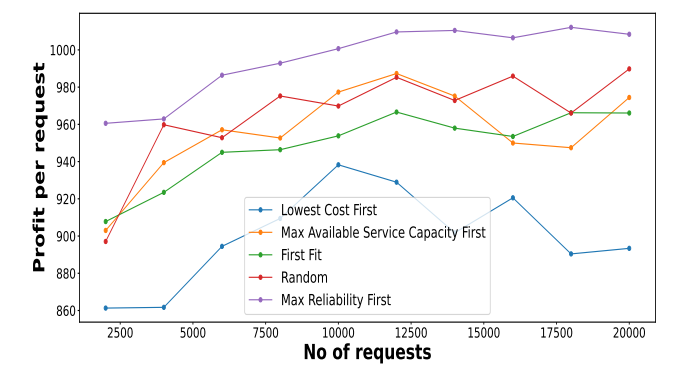 Profit per request
1000
980
960
940
920
900
880
860
Lowest Cost First
Max Available Service Capacity First
First Fit
Random
Max Reliability First
2500 5000 7500 10000 12500 15000 17500 20000
No of requests